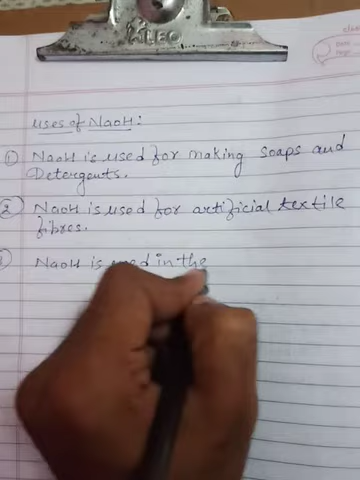 KLEO
uses of NaOH:
① NaOH is used for making soaps and
Detergents.
② NaOH is used for artificial textile
fibres.
NaOH is used in the